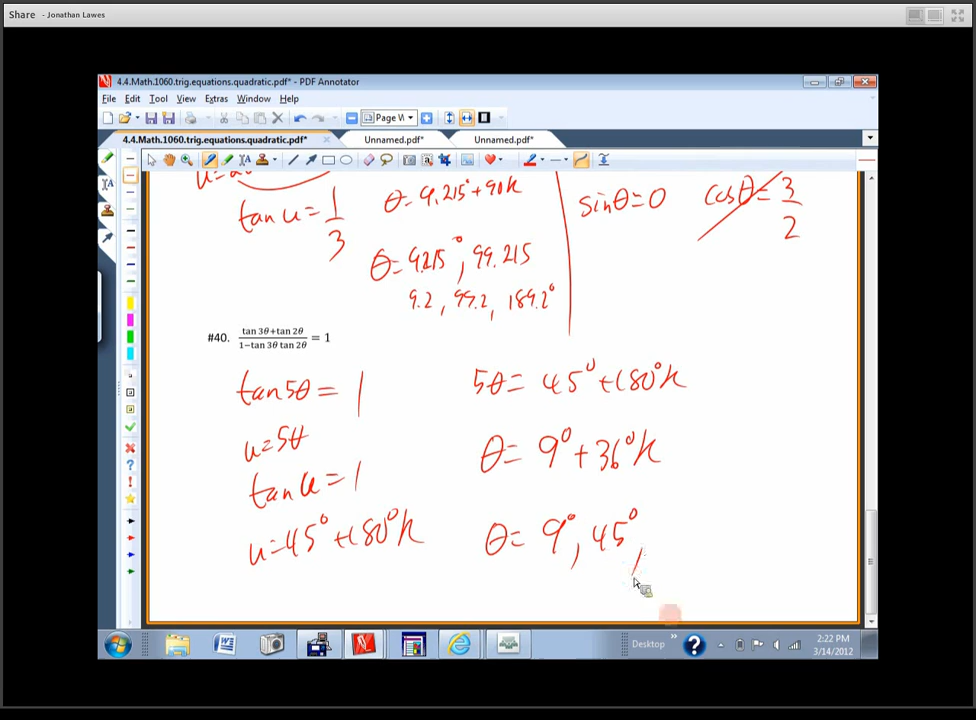 Share - Jonathan Lawes
4.4.Math.1060.trig.equations.quadratic.pdf* - PDF Annotator
File Edit Tool View Extras Window Help
Page W
4.4.Math.1060.trig.equations.quadratic.pdf* Unnamed.pdf* Unnamed.pdf*
tan u = 1/3
θ = 9.215° + 90k
sinθ = 0 cosθ = 3/2
θ = 9.215°, 99.215
9.2, 99.2, 189.2°
#40. tan 3θ+tan 2θ / 1−tan 3θ tan 2θ = 1
tan 5θ = 1
5θ = 45° + 180°k
u = 5θ
θ = 9° + 36°k
tan u = 1
u = 45° + 180°k
θ = 9°, 45°,
Desktop
2:22 PM
3/14/2012